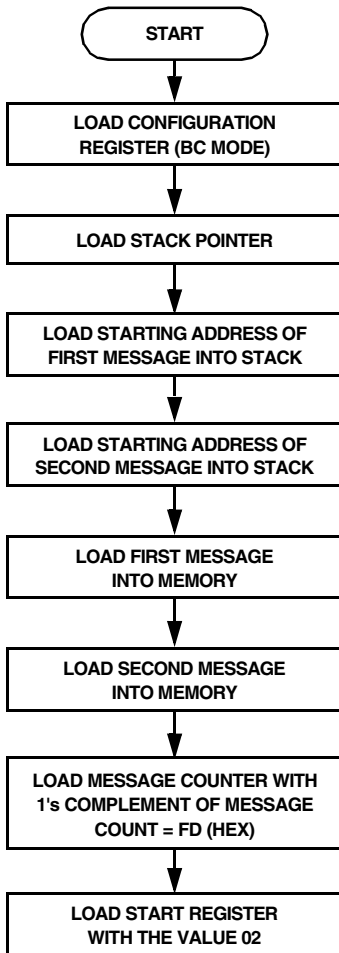 START
LOAD CONFIGURATION
REGISTER (BC MODE)
LOAD STACK POINTER
LOAD STARTING ADDRESS OF
FIRST MESSAGE INTO STACK
LOAD STARTING ADDRESS OF
SECOND MESSAGE INTO STACK
LOAD FIRST MESSAGE
INTO MEMORY
LOAD SECOND MESSAGE
INTO MEMORY
LOAD MESSAGE COUNTER WITH
1's COMPLEMENT OF MESSAGE
COUNT = FD (HEX)
LOAD START REGISTER
WITH THE VALUE 02